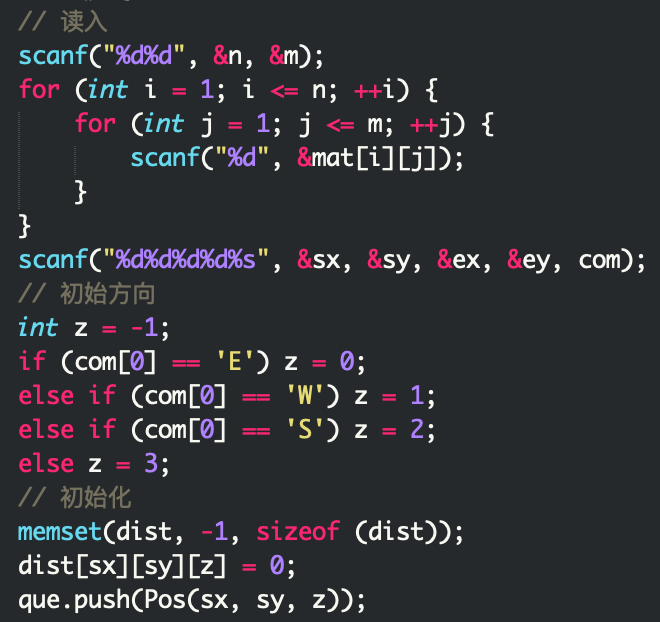 // 读入
scanf("%d%d", &n, &m);
for (int i = 1; i <= n; ++i) {
    for (int j = 1; j <= m; ++j) {
        scanf("%d", &mat[i][j]);
    }
}
scanf("%d%d%d%d%s", &sx, &sy, &ex, &ey, com);
// 初始方向
int z = -1;
if (com[0] == 'E') z = 0;
else if (com[0] == 'W') z = 1;
else if (com[0] == 'S') z = 2;
else z = 3;
// 初始化
memset(dist, -1, sizeof (dist));
dist[sx][sy][z] = 0;
que.push(Pos(sx, sy, z));